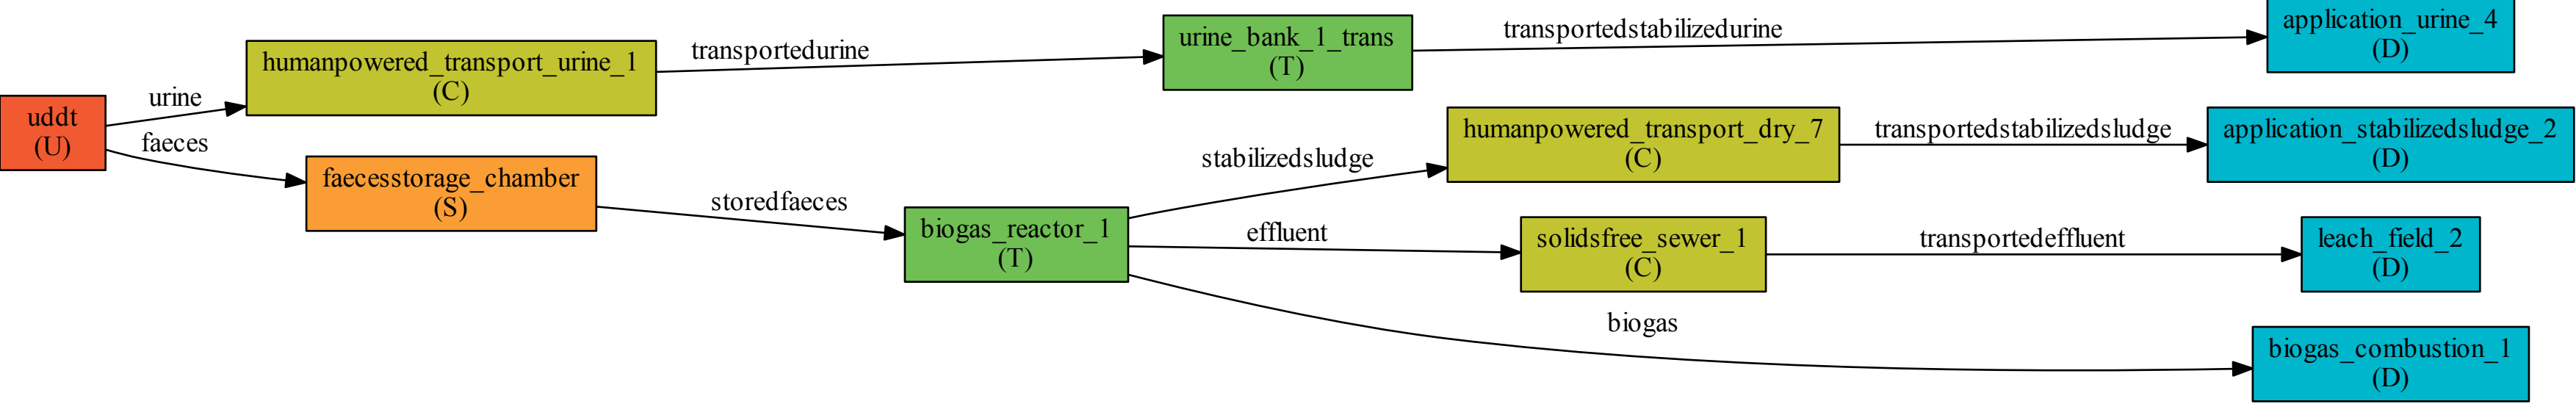 uddt
(U)
urine
faeces
humanpowered_transport_urine_1
(C)
faecesstorage_chamber
(S)
transportedurine
storedfaeces
urine_bank_1_trans
(T)
biogas_reactor_1
(T)
transportedstabilizedurine
stabilizedsludge
effluent
biogas
humanpowered_transport_dry_7
(C)
solidsfree_sewer_1
(C)
transportedstabilizedsludge
transportedeffluent
application_urine_4
(D)
application_stabilizedsludge_2
(D)
leach_field_2
(D)
biogas_combustion_1
(D)